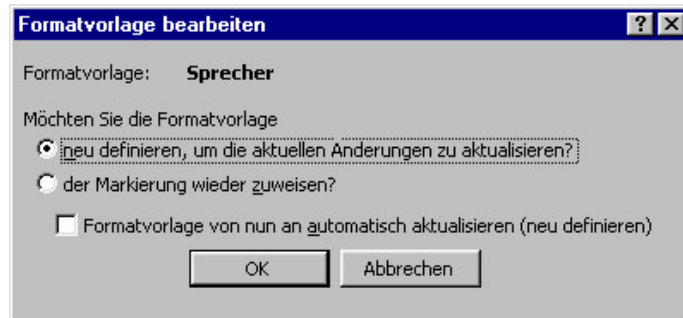 Formatvorlage bearbeiten
Formatvorlage: Sprecher
Möchten Sie die Formatvorlage
neu definieren, um die aktuellen Änderungen zu aktualisieren?
der Markierung wieder zuweisen?
Formatvorlage von nun an automatisch aktualisieren (neu definieren)
OK Abbrechen